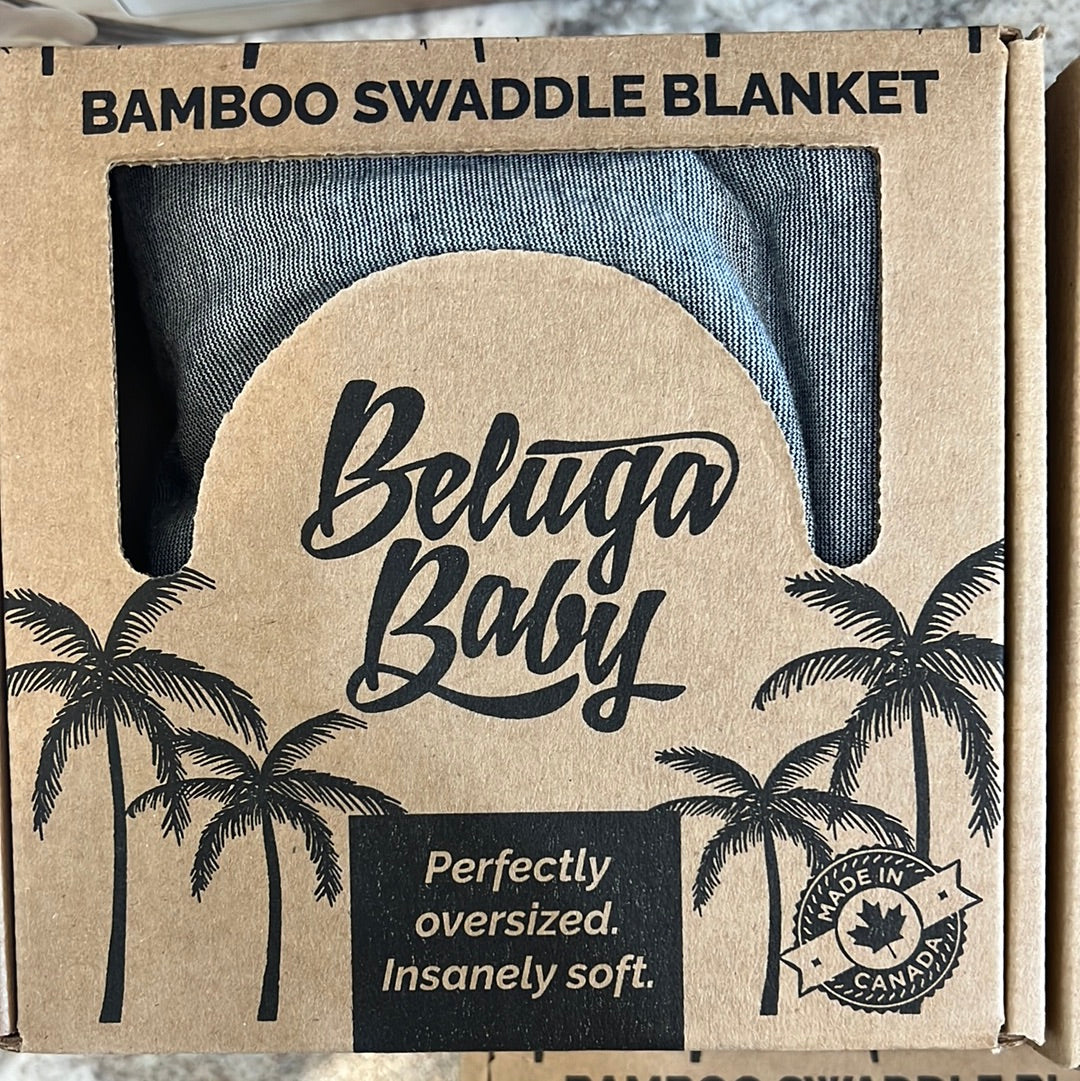 BAMBOO SWADDLE BLANKET
Beluga
Baby
Perfectly
oversized.
Insanely soft.
MADE IN
CANADA